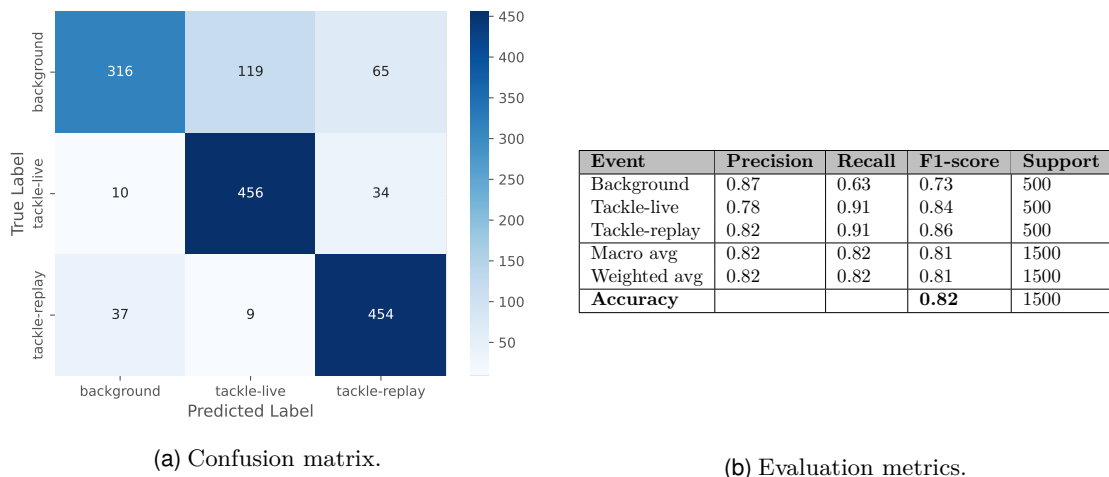 450
400
350
300
250
200
150
100
50
316 119 65
10 456 34
37 9 454
background
tackle-live
tackle-replay
True Label
background tackle-live tackle-replay
Predicted Label
(a) Confusion matrix.
Event Precision Recall F1-score Support
Background 0.87 0.63 0.73 500
Tackle-live 0.78 0.91 0.84 500
Tackle-replay 0.82 0.91 0.86 500
Macro avg 0.82 0.82 0.81 1500
Weighted avg 0.82 0.82 0.81 1500
Accuracy 0.82 1500
(b) Evaluation metrics.